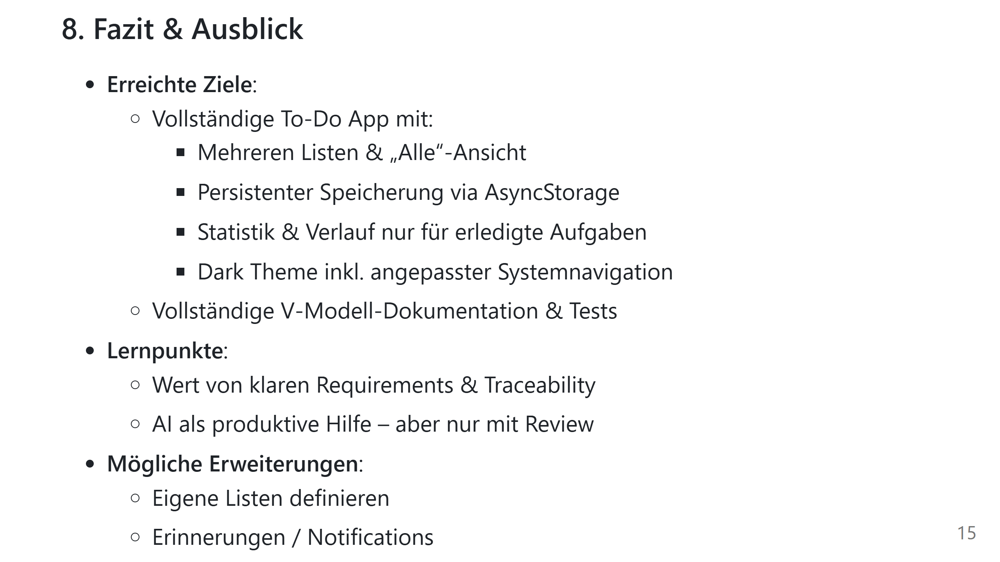 8. Fazit & Ausblick
• Erreichte Ziele:
○ Vollständige To-Do App mit:
▪ Mehreren Listen & „Alle“-Ansicht
▪ Persistenter Speicherung via AsyncStorage
▪ Statistik & Verlauf nur für erledigte Aufgaben
▪ Dark Theme inkl. angepasster Systemnavigation
○ Vollständige V-Modell-Dokumentation & Tests
• Lernpunkte:
○ Wert von klaren Requirements & Traceability
○ AI als produktive Hilfe – aber nur mit Review
• Mögliche Erweiterungen:
○ Eigene Listen definieren
○ Erinnerungen / Notifications
15